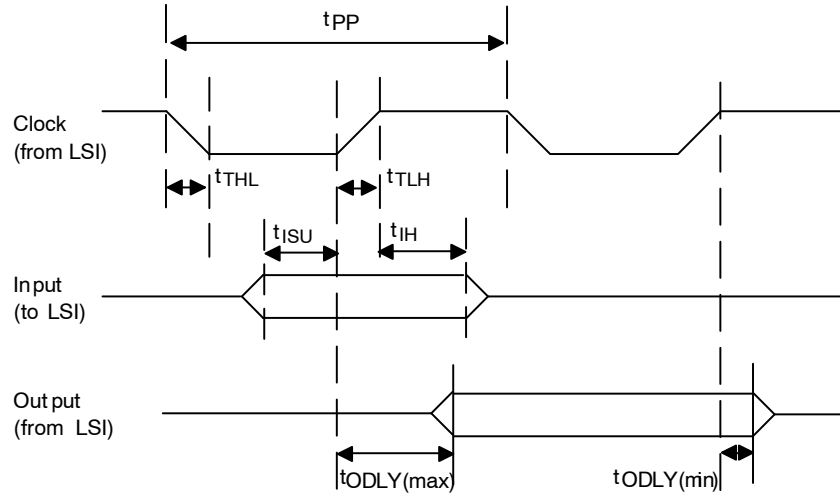 tPP
Clock
(from LSI)
tTHL
tTLH
tISU
tIH
Input
(to LSI)
Output
(from LSI)
tODLY(max)
tODLY(min)